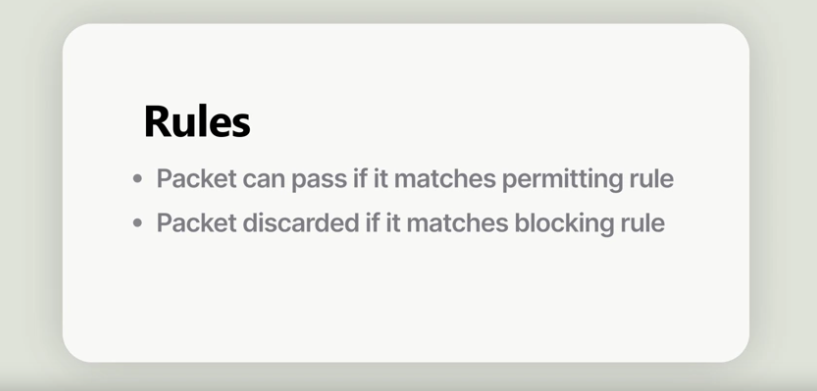 Rules
• Packet can pass if it matches permitting rule
• Packet discarded if it matches blocking rule